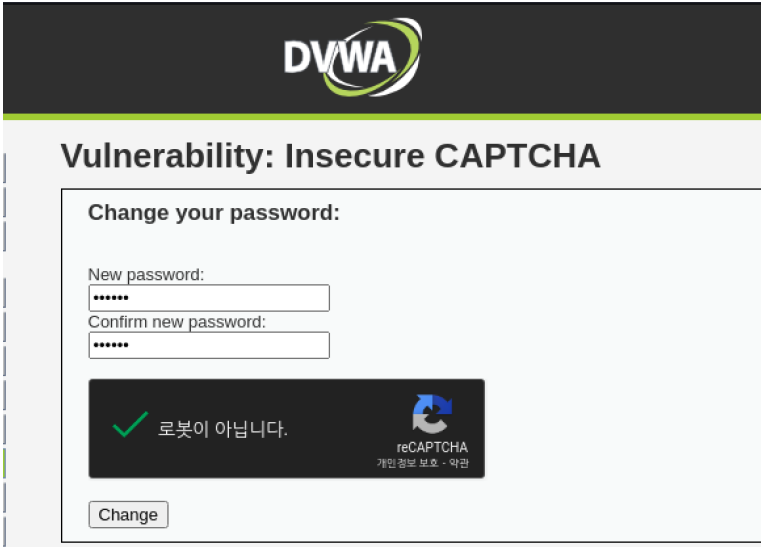 DVWA
Vulnerability: Insecure CAPTCHA
Change your password:
New password:
••••••
Confirm new password:
••••••
로봇이 아닙니다.
reCAPTCHA
개인정보 보호 - 약관
Change